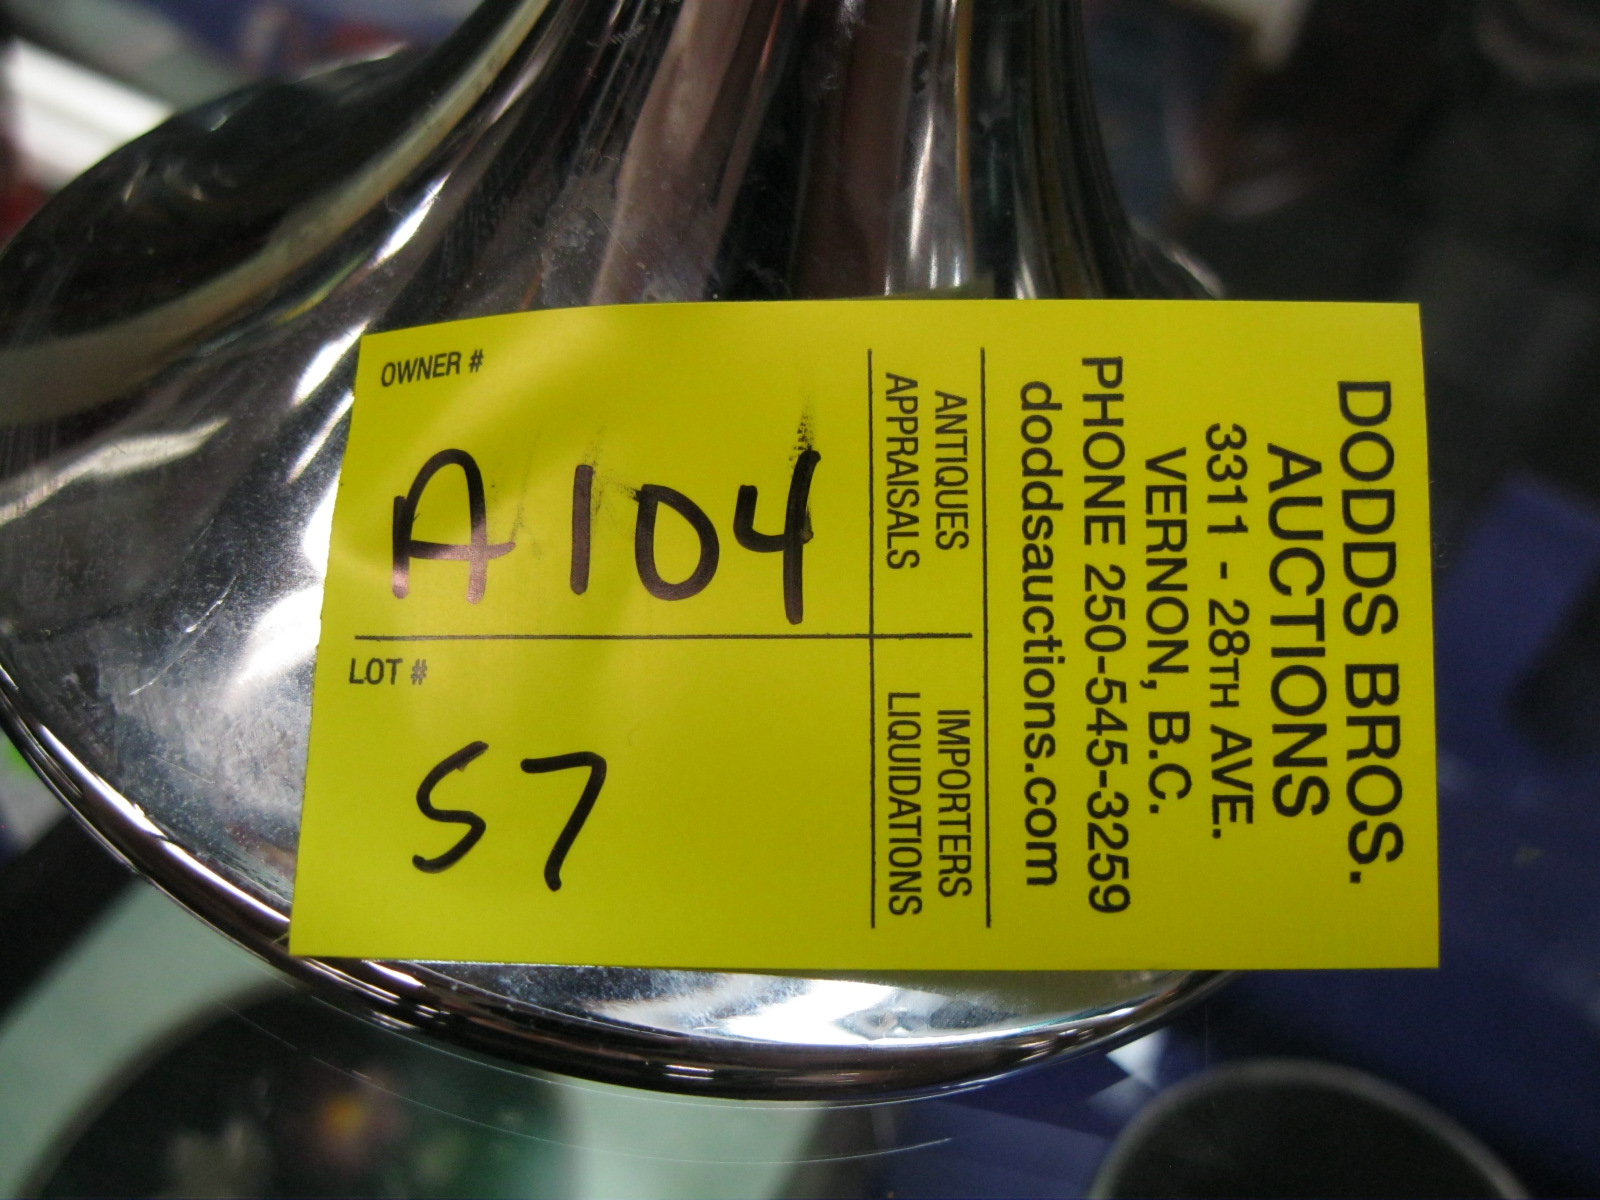 DODDS BROS.
AUCTIONS
3311 - 28TH AVE.
VERNON, B.C.
PHONE 250-545-3259
doddsauctions.com
ANTIQUES IMPORTERS
APPRAISALS LIQUIDATIONS
OWNER #
A104
LOT #
57